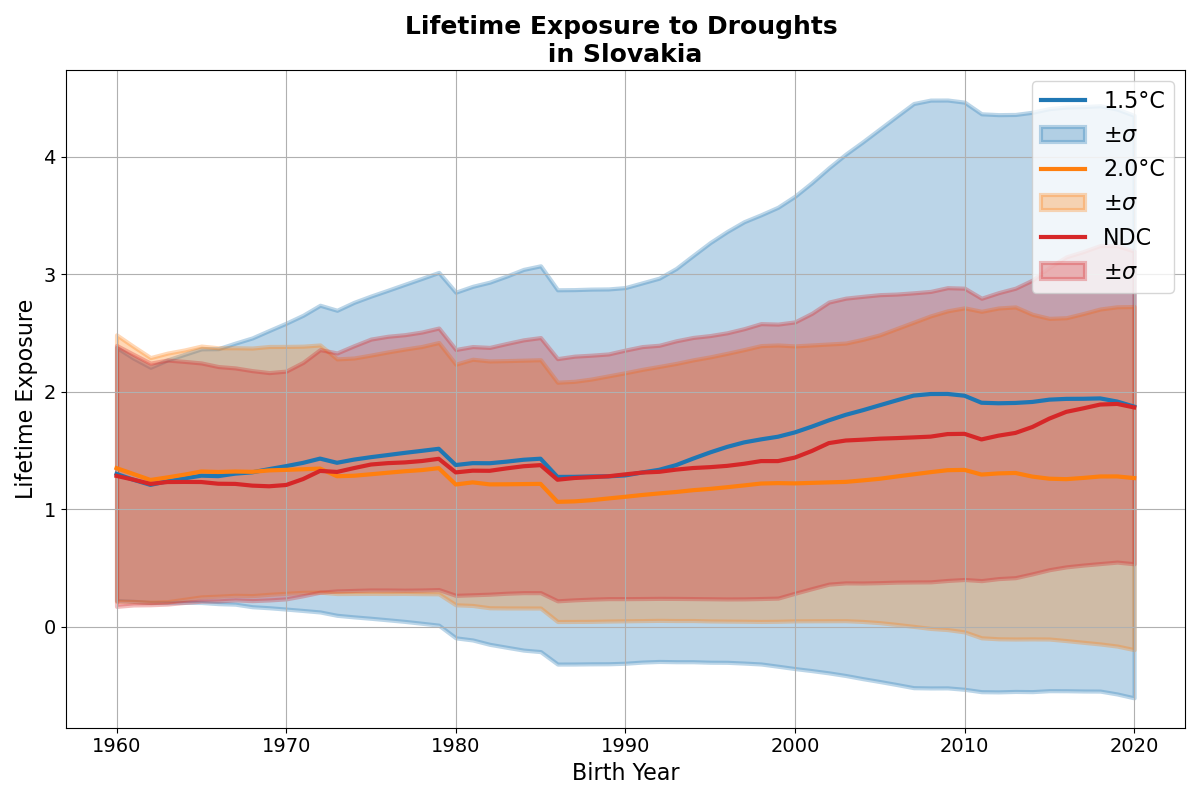 Lifetime Exposure to Droughts
in Slovakia
1.5°C
±σ
2.0°C
±σ
NDC
±σ
Lifetime Exposure
4
3
2
1
0
1960 1970 1980 1990 2000 2010 2020
Birth Year